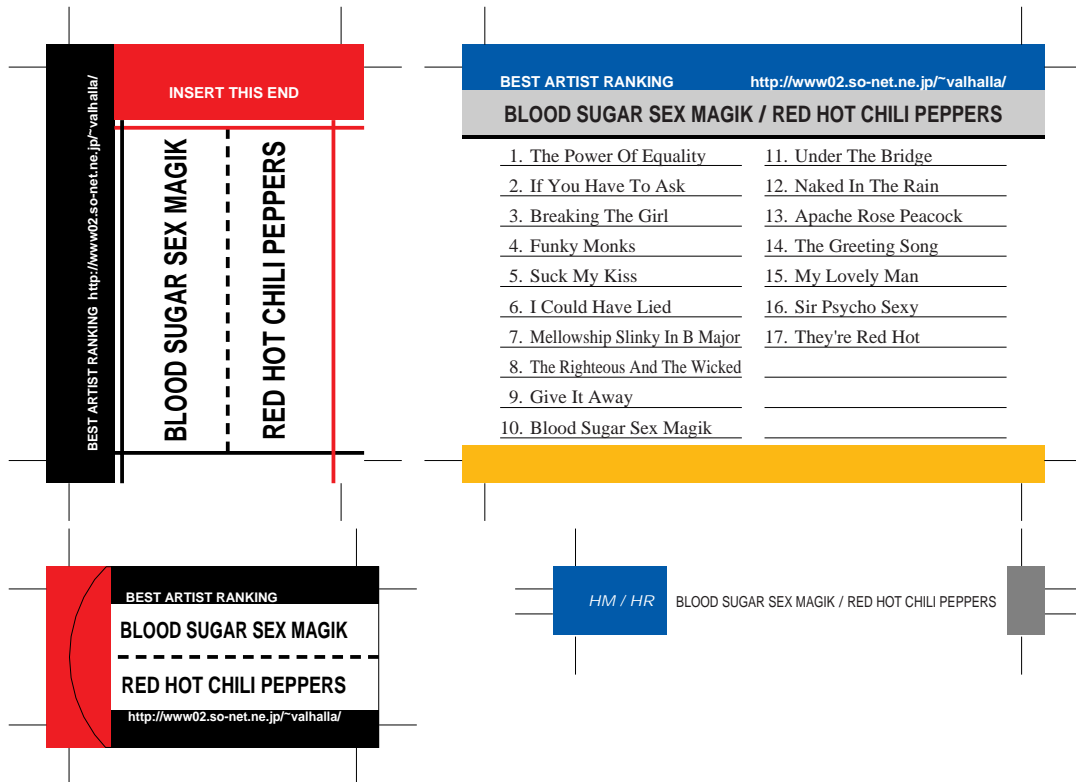 INSERT THIS END
BEST ARTIST RANKING http://www02.so-net.ne.jp/~valhalla/
BLOOD SUGAR SEX MAGIK
RED HOT CHILI PEPPERS
BEST ARTIST RANKING http://www02.so-net.ne.jp/~valhalla/
BLOOD SUGAR SEX MAGIK / RED HOT CHILI PEPPERS
1. The Power Of Equality
2. If You Have To Ask
3. Breaking The Girl
4. Funky Monks
5. Suck My Kiss
6. I Could Have Lied
7. Mellowship Slinky In B Major
8. The Righteous And The Wicked
9. Give It Away
10. Blood Sugar Sex Magik
11. Under The Bridge
12. Naked In The Rain
13. Apache Rose Peacock
14. The Greeting Song
15. My Lovely Man
16. Sir Psycho Sexy
17. They're Red Hot
BEST ARTIST RANKING
BLOOD SUGAR SEX MAGIK
RED HOT CHILI PEPPERS
http://www02.so-net.ne.jp/~valhalla/
HM / HR
BLOOD SUGAR SEX MAGIK / RED HOT CHILI PEPPERS